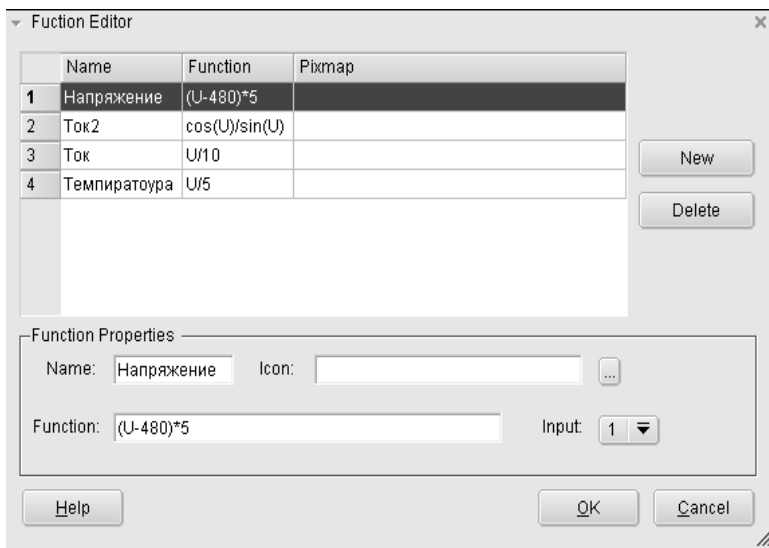 Fuction Editor
Name Function Pixmap
1 Напряжение (U-480)*5
2 Ток2 cos(U)/sin(U)
3 Ток U/10
4 Темпиратоура U/5
New
Delete
Function Properties
Name: Напряжение Icon: ...
Function: (U-480)*5 Input: 1
Help OK Cancel